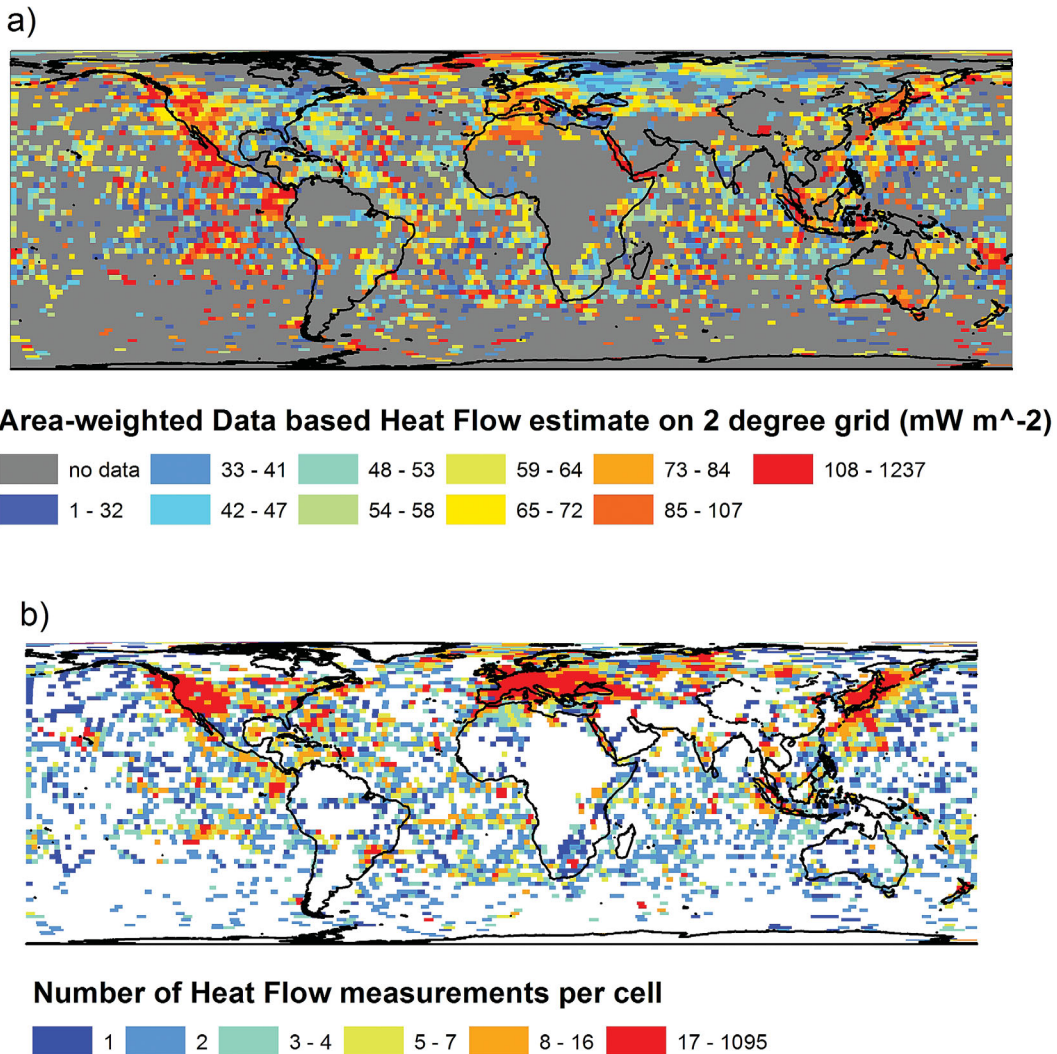 a)
Area-weighted Data based Heat Flow estimate on 2 degree grid (mW m^-2)
no data 33 - 41 48 - 53 59 - 64 73 - 84 108 - 1237
1 - 32 42 - 47 54 - 58 65 - 72 85 - 107
b)
Number of Heat Flow measurements per cell
1 2 3 - 4 5 - 7 8 - 16 17 - 1095